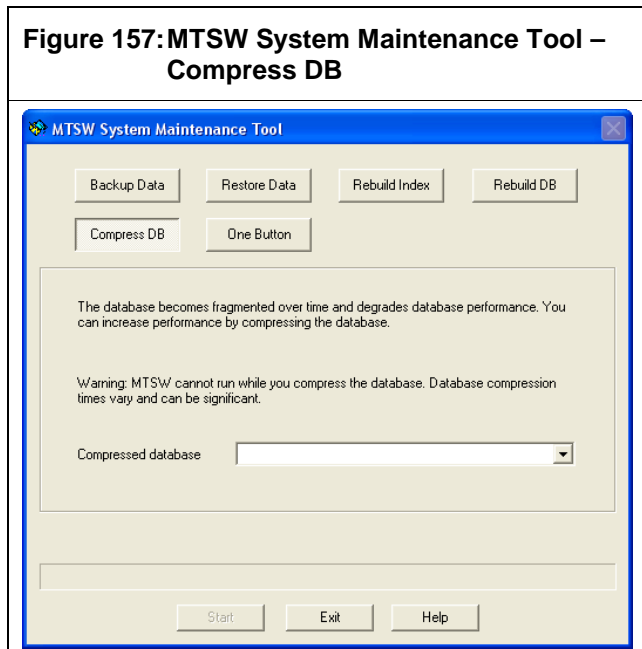 Figure 157: MTSW System Maintenance Tool –
Compress DB
MTSW System Maintenance Tool
Backup Data Restore Data Rebuild Index Rebuild DB
Compress DB One Button
The database becomes fragmented over time and degrades database performance. You
can increase performance by compressing the database.
Warning: MTSW cannot run while you compress the database. Database compression
times vary and can be significant.
Compressed database
Start Exit Help